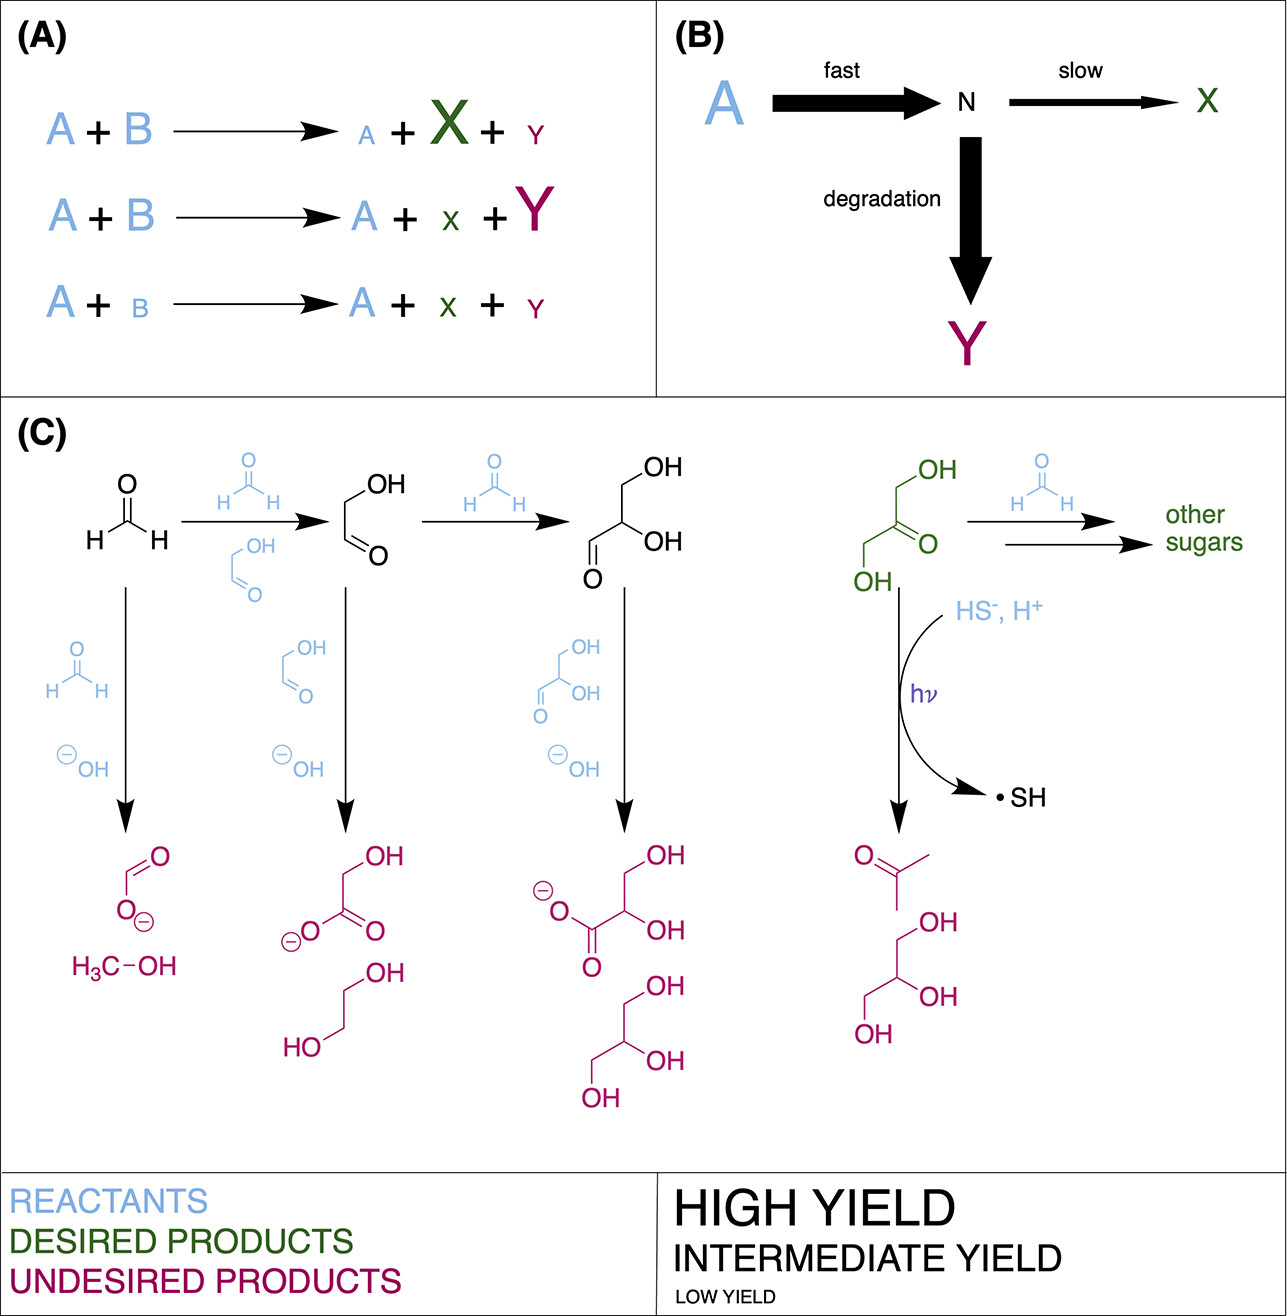 (A)
A + B A + X + Y
A + B A + X + Y
A + B A + X + Y
(B)
fast slow
A N X
degradation
Y
(C)
O H H
O H H
OH O
OH O
O H H
OH OH O
OH O OH
O H H
other
sugars
O H H
⊖OH
OH O
⊖OH
OH OH O
⊖OH
HS⁻, H⁺
hν
• SH
O O⊖
H₃C–OH
OH ⊖O O
OH HO
OH ⊖O OH O
OH OH OH
O
OH OH OH
REACTANTS
DESIRED PRODUCTS
UNDESIRED PRODUCTS
HIGH YIELD
INTERMEDIATE YIELD
LOW YIELD